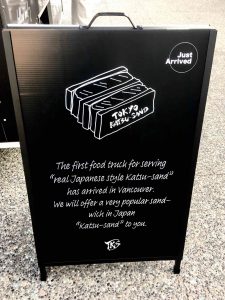 Just
Arrived
TOKYO
KATSU-SAND
The first food truck for serving
"real Japanese style Katsu-sand"
has arrived in Vancouver.
We will offer a very popular sand-
wich in Japan
"Katsu-sand" to you.
TKS